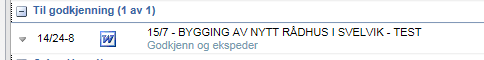 Til godkjenning (1 av 1)
14/24-8 W 15/7 - BYGGING AV NYTT RÅDHUS I SVELVIK - TEST
Godkjenn og ekspeder